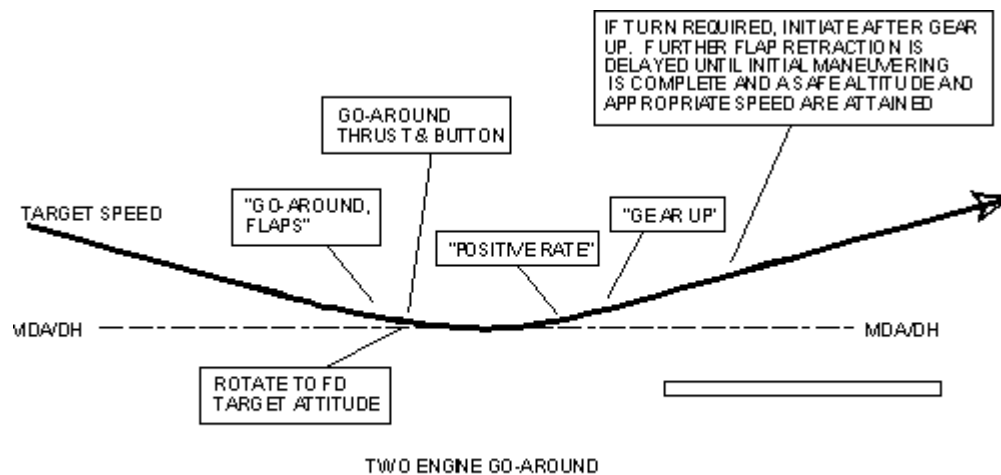 IF TURN REQUIRED, INITIATE AFTER GEAR
UP. FURTHER FLAP RETRACTION IS
DELAYED UNTIL INITIAL MANEUVERING
IS COMPLETE AND A SAFE ALTITUDE AND
APPROPRIATE SPEED ARE ATTAINED
GO-AROUND
THRUST & BUTTON
TARGET SPEED
"GO-AROUND,
FLAPS"
"POSITIVE RATE"
"GEAR UP'
MDA/DH
MDA/DH
ROTATE TO FD
TARGET ATTITUDE
TWO ENGINE GO-AROUND